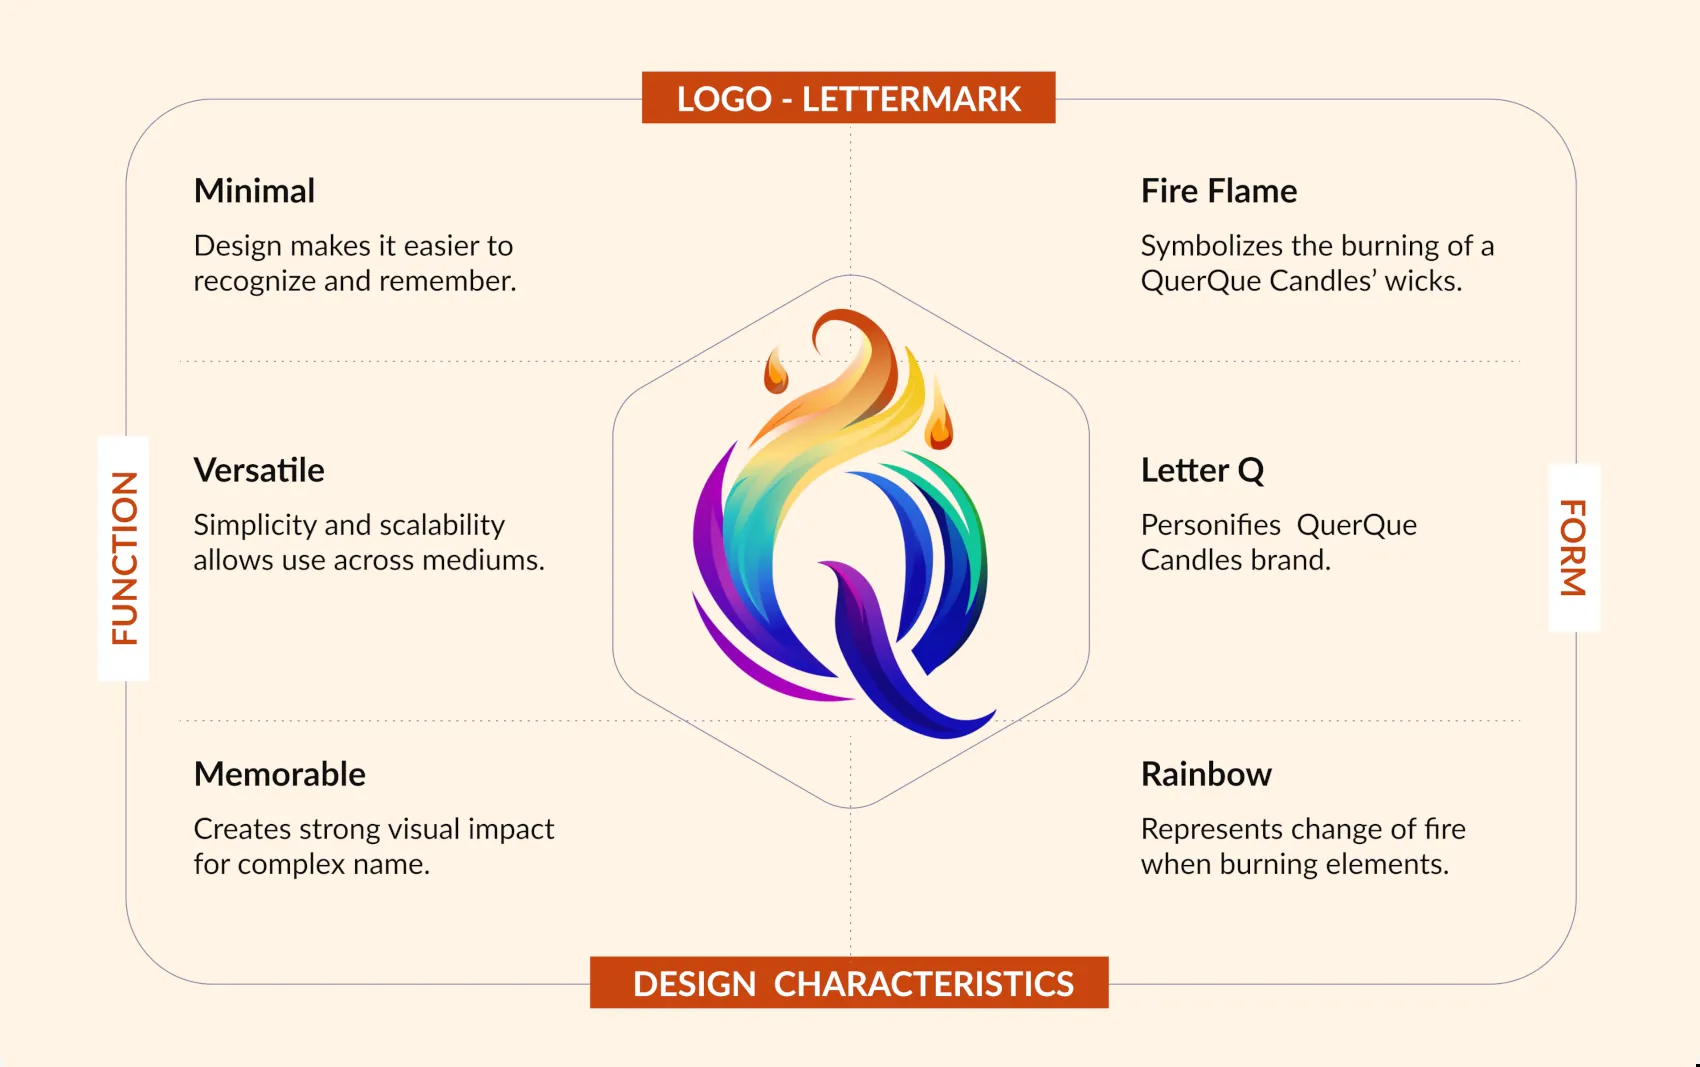 LOGO - LETTERMARK
Minimal
Design makes it easier to
recognize and remember.
Fire Flame
Symbolizes the burning of a
QuerQue Candles’ wicks.
FUNCTION
Versatile
Simplicity and scalability
allows use across mediums.
Letter Q
Personifies  QuerQue
Candles brand.
FORM
Memorable
Creates strong visual impact
for complex name.
Rainbow
Represents change of fire
when burning elements.
DESIGN  CHARACTERISTICS